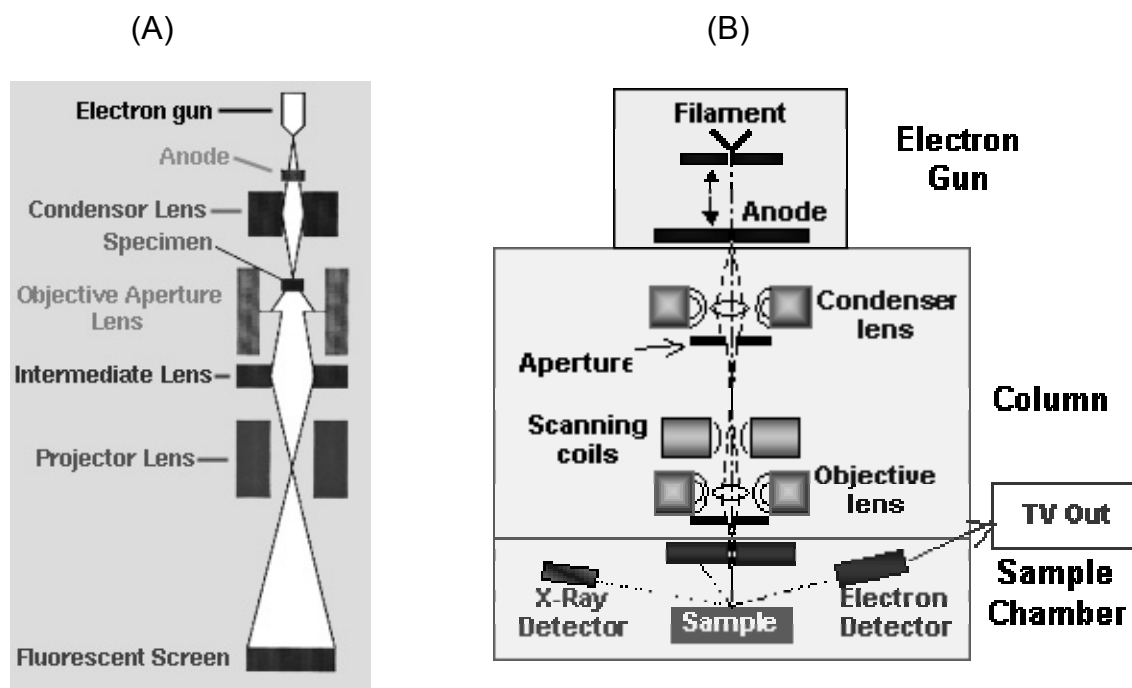 (A)
Electron gun
Anode
Condensor Lens
Specimen
Objective Aperture
Lens
Intermediate Lens
Projector Lens
Fluorescent Screen
(B)
Filament
Electron
Gun
Anode
Condenser
lens
Aperture
Column
Scanning
coils
Objective
lens
TV Out
X-Ray
Detector
Sample
Electron
Detector
Sample
Chamber